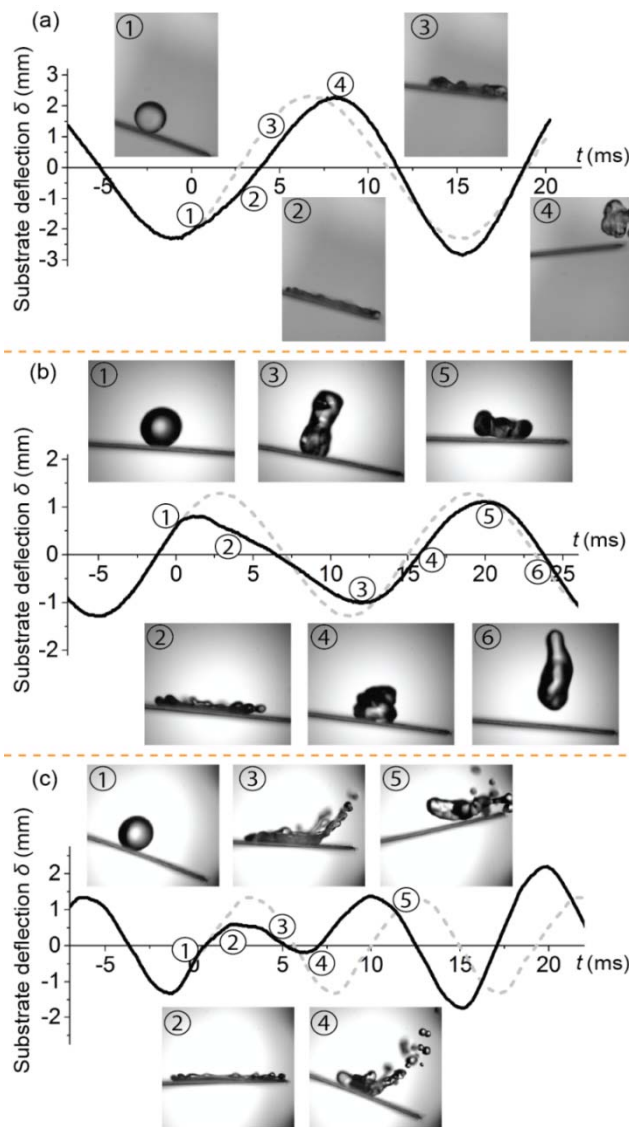 (a)
① ③
3
2
1
0
-1
-2
-3
Substrate deflection δ (mm)
-5 0 5 10 15 20
t (ms)
① ② ③ ④
② ④
(b)
① ③ ⑤
2
1
0
-1
-2
Substrate deflection δ (mm)
-5 0 5 10 15 20 25
t (ms)
① ② ③ ④ ⑤ ⑥
② ④ ⑥
(c)
① ③ ⑤
2
1
0
-1
-2
Substrate deflection δ (mm)
-5 0 5 10 15 20
t (ms)
① ② ③ ④ ⑤
② ④